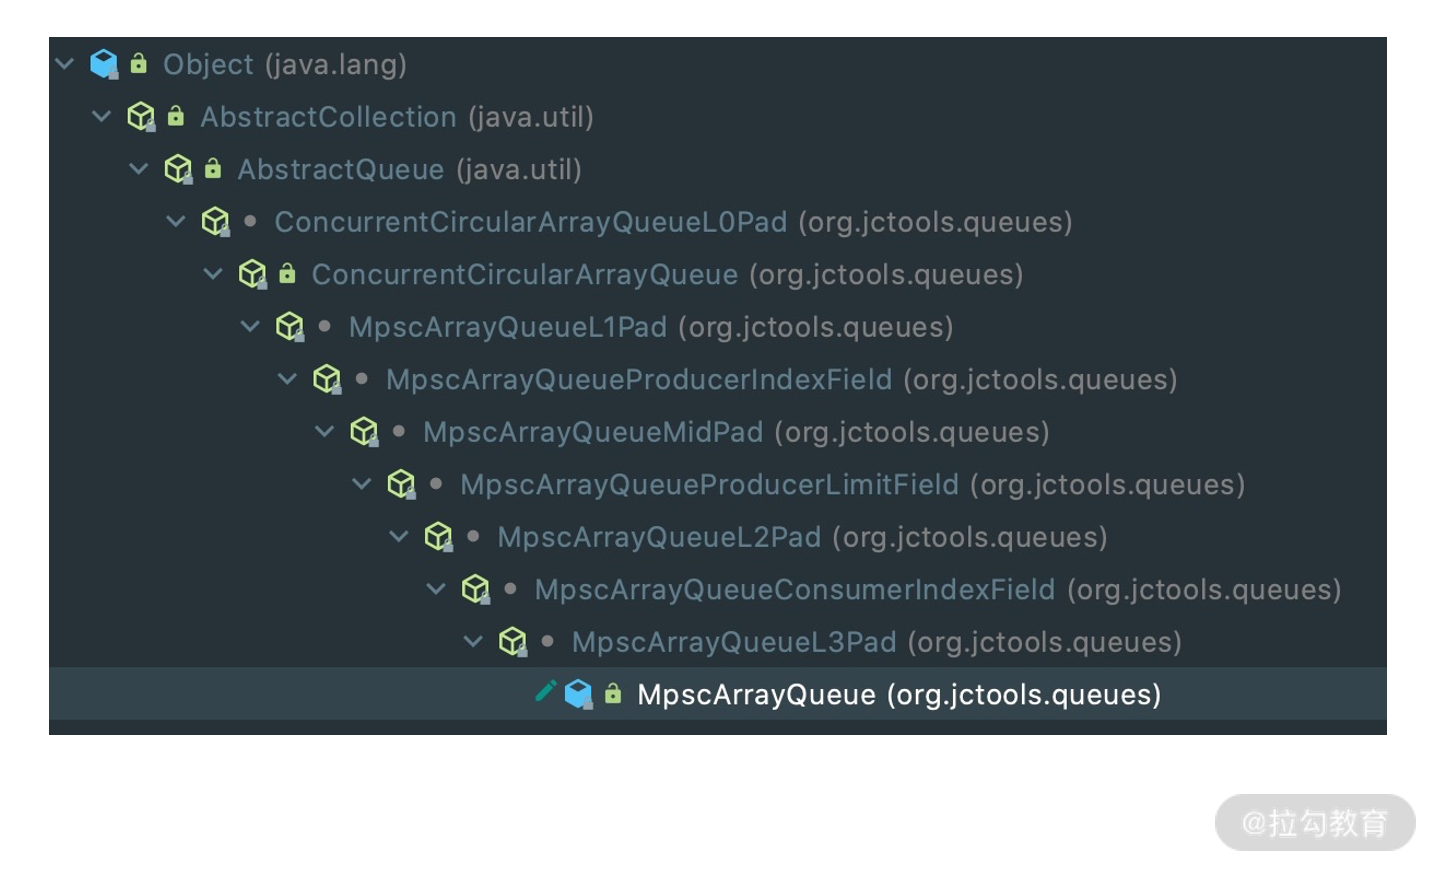 Object (java.lang)
AbstractCollection (java.util)
AbstractQueue (java.util)
ConcurrentCircularArrayQueueL0Pad (org.jctools.queues)
ConcurrentCircularArrayQueue (org.jctools.queues)
MpscArrayQueueL1Pad (org.jctools.queues)
MpscArrayQueueProducerIndexField (org.jctools.queues)
MpscArrayQueueMidPad (org.jctools.queues)
MpscArrayQueueProducerLimitField (org.jctools.queues)
MpscArrayQueueL2Pad (org.jctools.queues)
MpscArrayQueueConsumerIndexField (org.jctools.queues)
MpscArrayQueueL3Pad (org.jctools.queues)
MpscArrayQueue (org.jctools.queues)
@拉勾教育